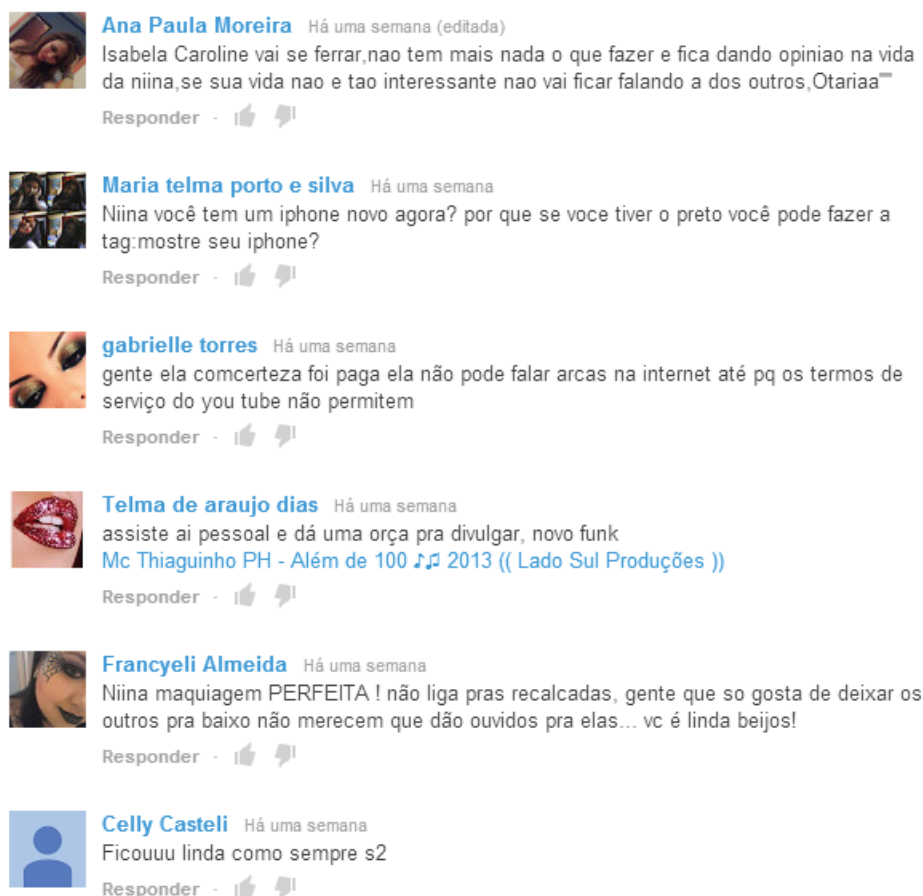 Ana Paula Moreira Há uma semana (editada)
Isabela Caroline vai se ferrar,nao tem mais nada o que fazer e fica dando opiniao na vida
da niina,se sua vida nao e tao interessante nao vai ficar falando a dos outros,Otariaa""
Responder ·
Maria telma porto e silva Há uma semana
Niina você tem um iphone novo agora? por que se voce tiver o preto você pode fazer a
tag:mostre seu iphone?
Responder ·
gabrielle torres Há uma semana
gente ela comcerteza foi paga ela não pode falar arcas na internet até pq os termos de
serviço do you tube não permitem
Responder ·
Telma de araujo dias Há uma semana
assiste ai pessoal e dá uma orça pra divulgar, novo funk
Mc Thiaguinho PH - Além de 100 ♪♫ 2013 (( Lado Sul Produções ))
Responder ·
Francyeli Almeida Há uma semana
Niina maquiagem PERFEITA ! não liga pras recalcadas, gente que so gosta de deixar os
outros pra baixo não merecem que dão ouvidos pra elas... vc é linda beijos!
Responder ·
Celly Casteli Há uma semana
Ficouuu linda como sempre s2
Responder ·